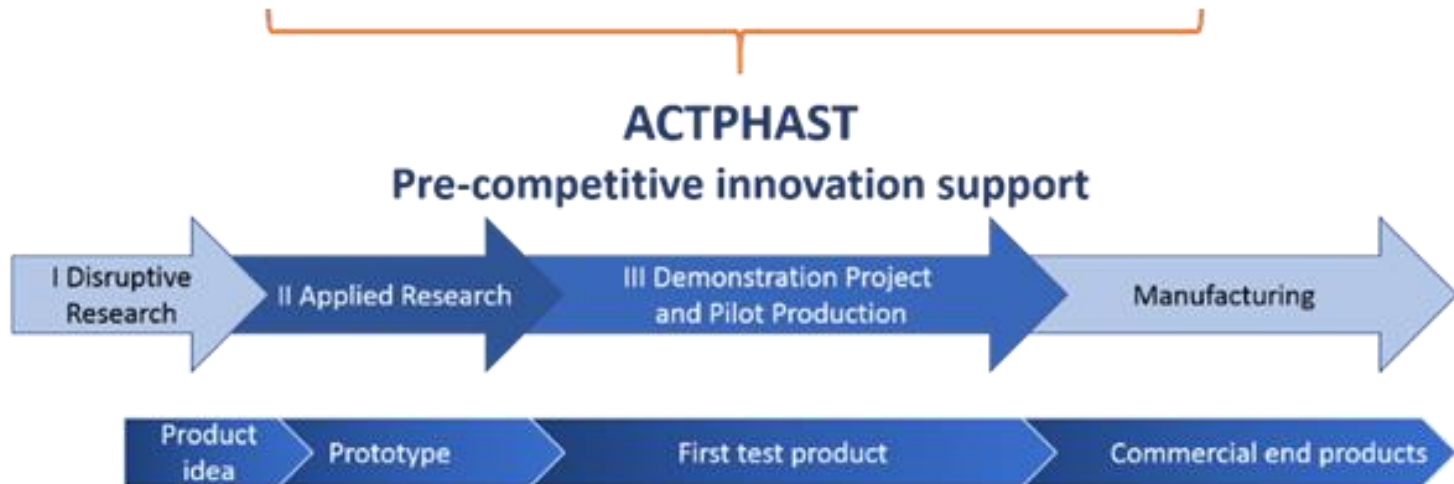 ACTPHAST
Pre-competitive innovation support
I Disruptive
Research
II Applied Research
III Demonstration Project
and Pilot Production
Manufacturing
Product
idea
Prototype
First test product
Commercial end products